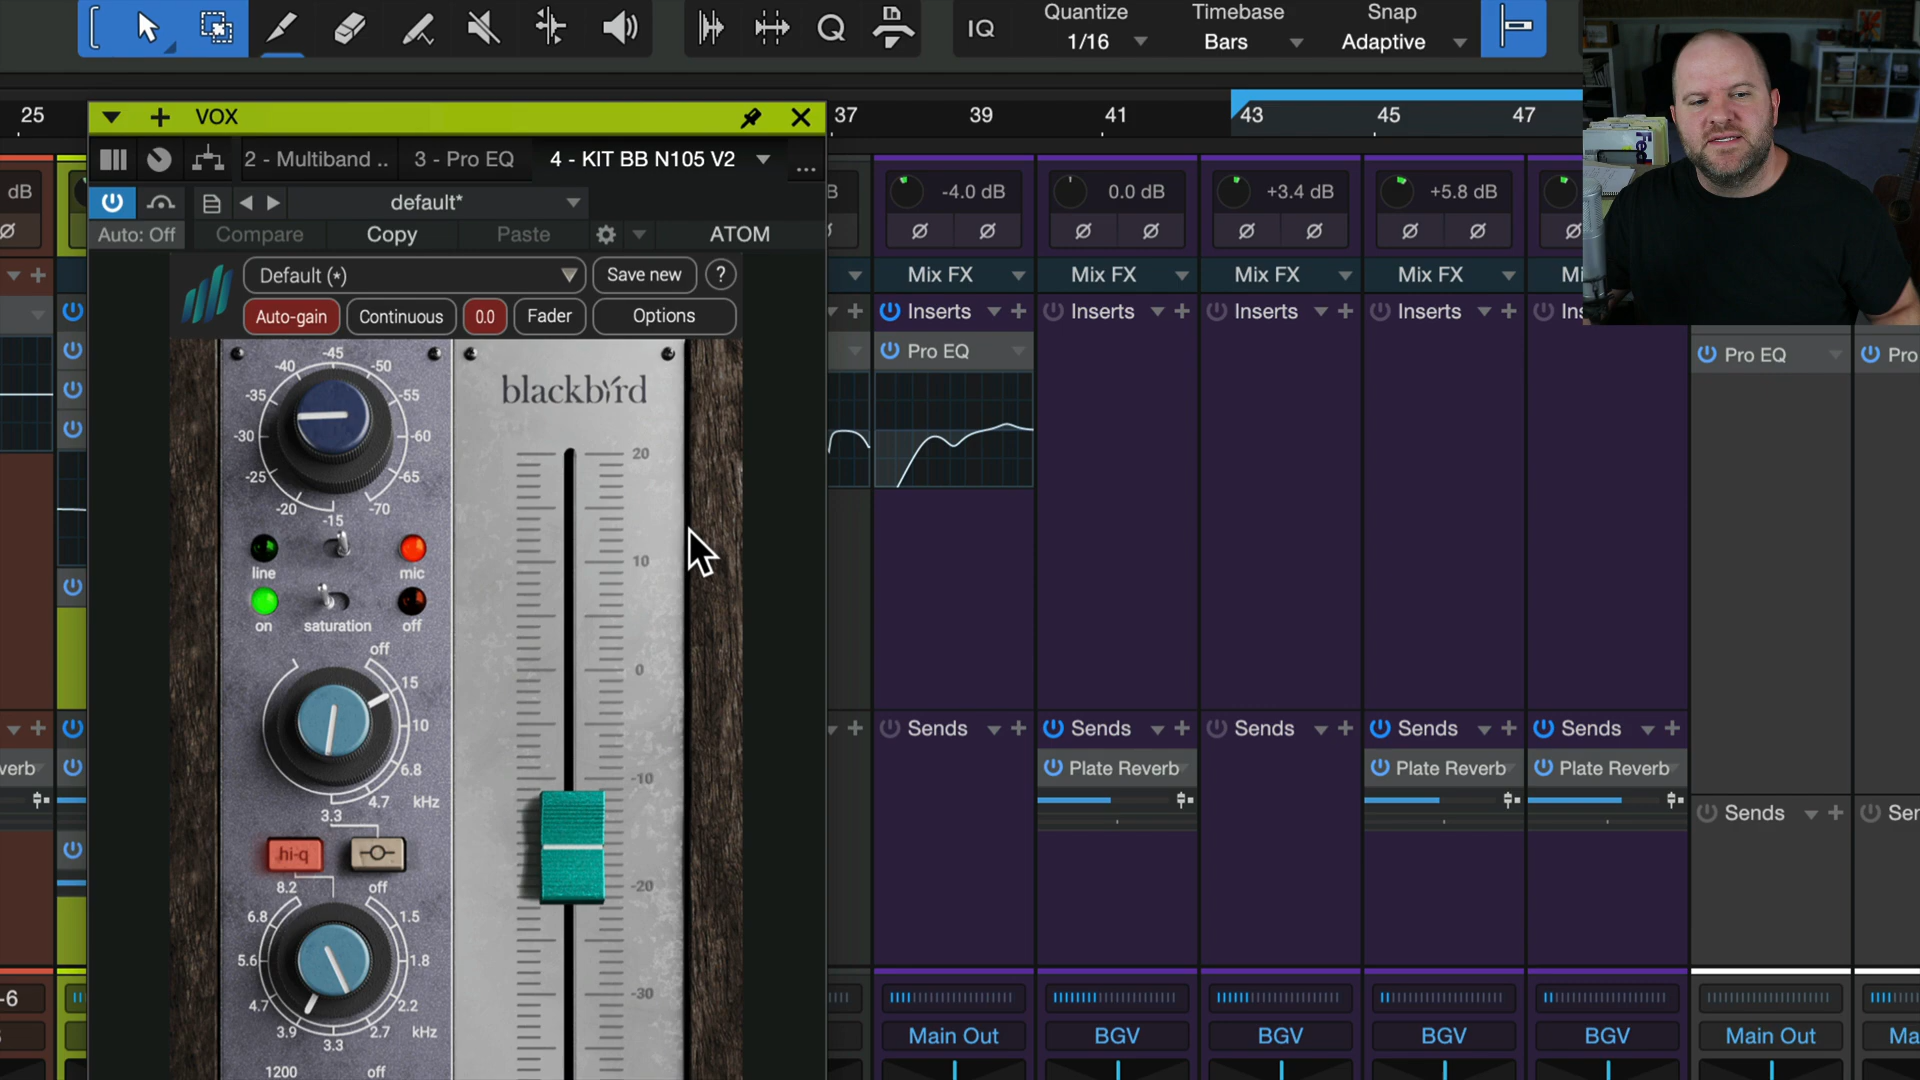 IQ
Quantize
1/16
Timebase
Bars
Snap
Adaptive
25
37
39
41
43
45
47
VOX
2 - Multiband ..
3 - Pro EQ
4 - KIT BB N105 V2
...
default*
Auto: Off
Compare
Copy
Paste
ATOM
Default (*)
Save new
?
Auto-gain
Continuous
0.0
Fader
Options
dB
-4.0 dB
0.0 dB
+3.4 dB
+5.8 dB
Mix FX
Mix FX
Mix FX
Mix FX
Inserts
Inserts
Inserts
Inserts
Pro EQ
Pro EQ
Pro
blackbird
-45
-40
-50
-35
-55
-30
-60
-25
-65
-20
-70
-15
line
mic
on
saturation
off
off
15
10
6.8
4.7
kHz
3.3
hi-q
8.2
off
6.8
1.5
5.6
1.8
4.7
2.2
3.9
2.7
kHz
3.3
1200
off
20
10
0
-10
-20
-30
Sends
Sends
Sends
Sends
Sends
Sends
verb
Plate Reverb
Plate Reverb
Plate Reverb
-6
Main Out
BGV
BGV
BGV
BGV
Main Out
Ma